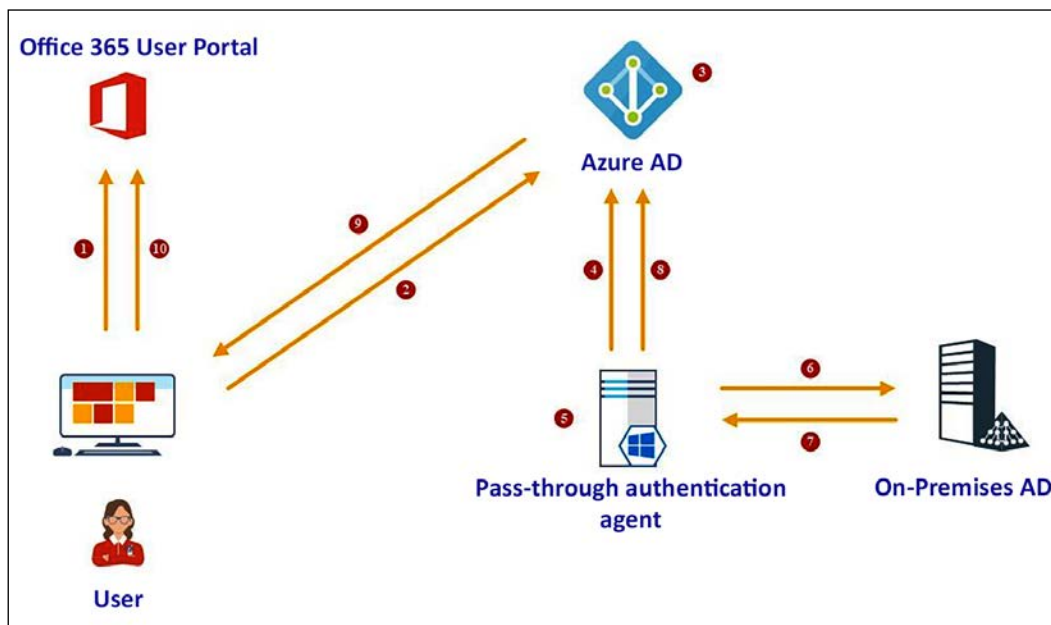 Office 365 User Portal
3
Azure AD
9
1
10
2
4
8
6
5
7
Pass-through authentication
agent
On-Premises AD
User